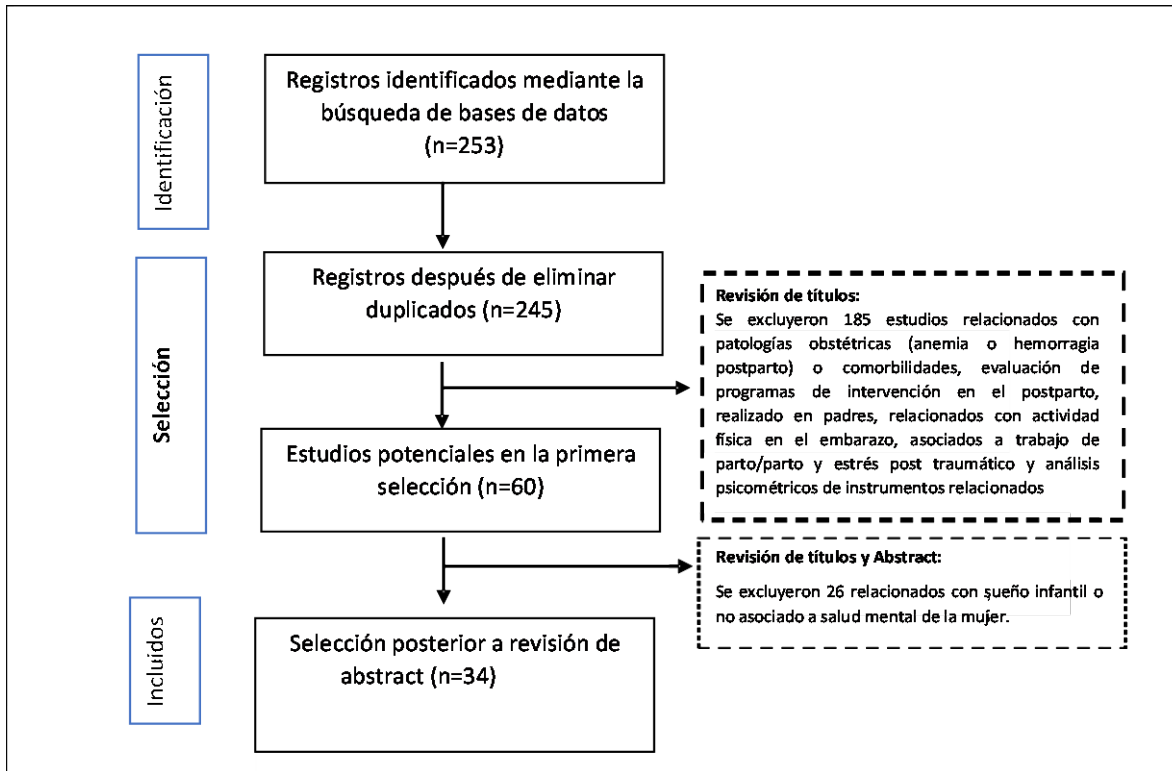 Identificación
Registros identificados mediante la
búsqueda de bases de datos
(n=253)
Selección
Registros después de eliminar
duplicados (n=245)
Revisión de títulos:
Se excluyeron 185 estudios relacionados con
patologías obstétricas (anemia o hemorragia
postparto) o comorbilidades, evaluación de
programas de intervención en el postparto,
realizado en padres, relacionados con actividad
física en el embarazo, asociados a trabajo de
parto/parto y estrés post traumático y análisis
psicométricos de instrumentos relacionados
Estudios potenciales en la primera
selección (n=60)
Revisión de títulos y Abstract:
Se excluyeron 26 relacionados con sueño infantil o
no asociado a salud mental de la mujer.
Incluidos
Selección posterior a revisión de
abstract (n=34)